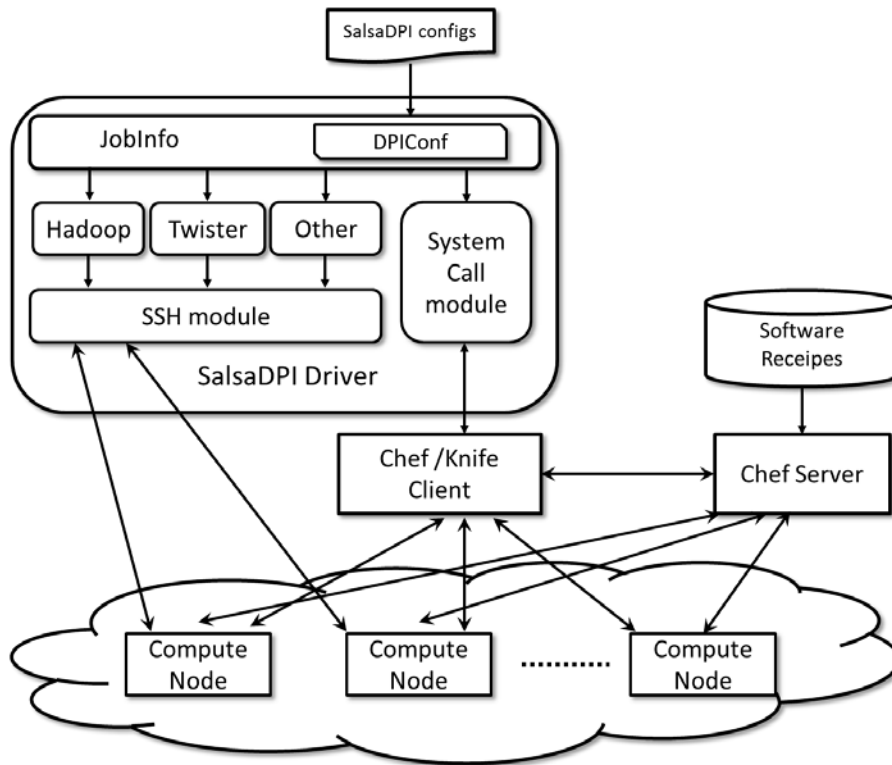 SalsaDPI configs
JobInfo
DPIConf
Hadoop
Twister
Other
System
Call
module
SSH module
SalsaDPI Driver
Software
Receipes
Chef /Knife
Client
Chef Server
Compute
Node
Compute
Node
Compute
Node